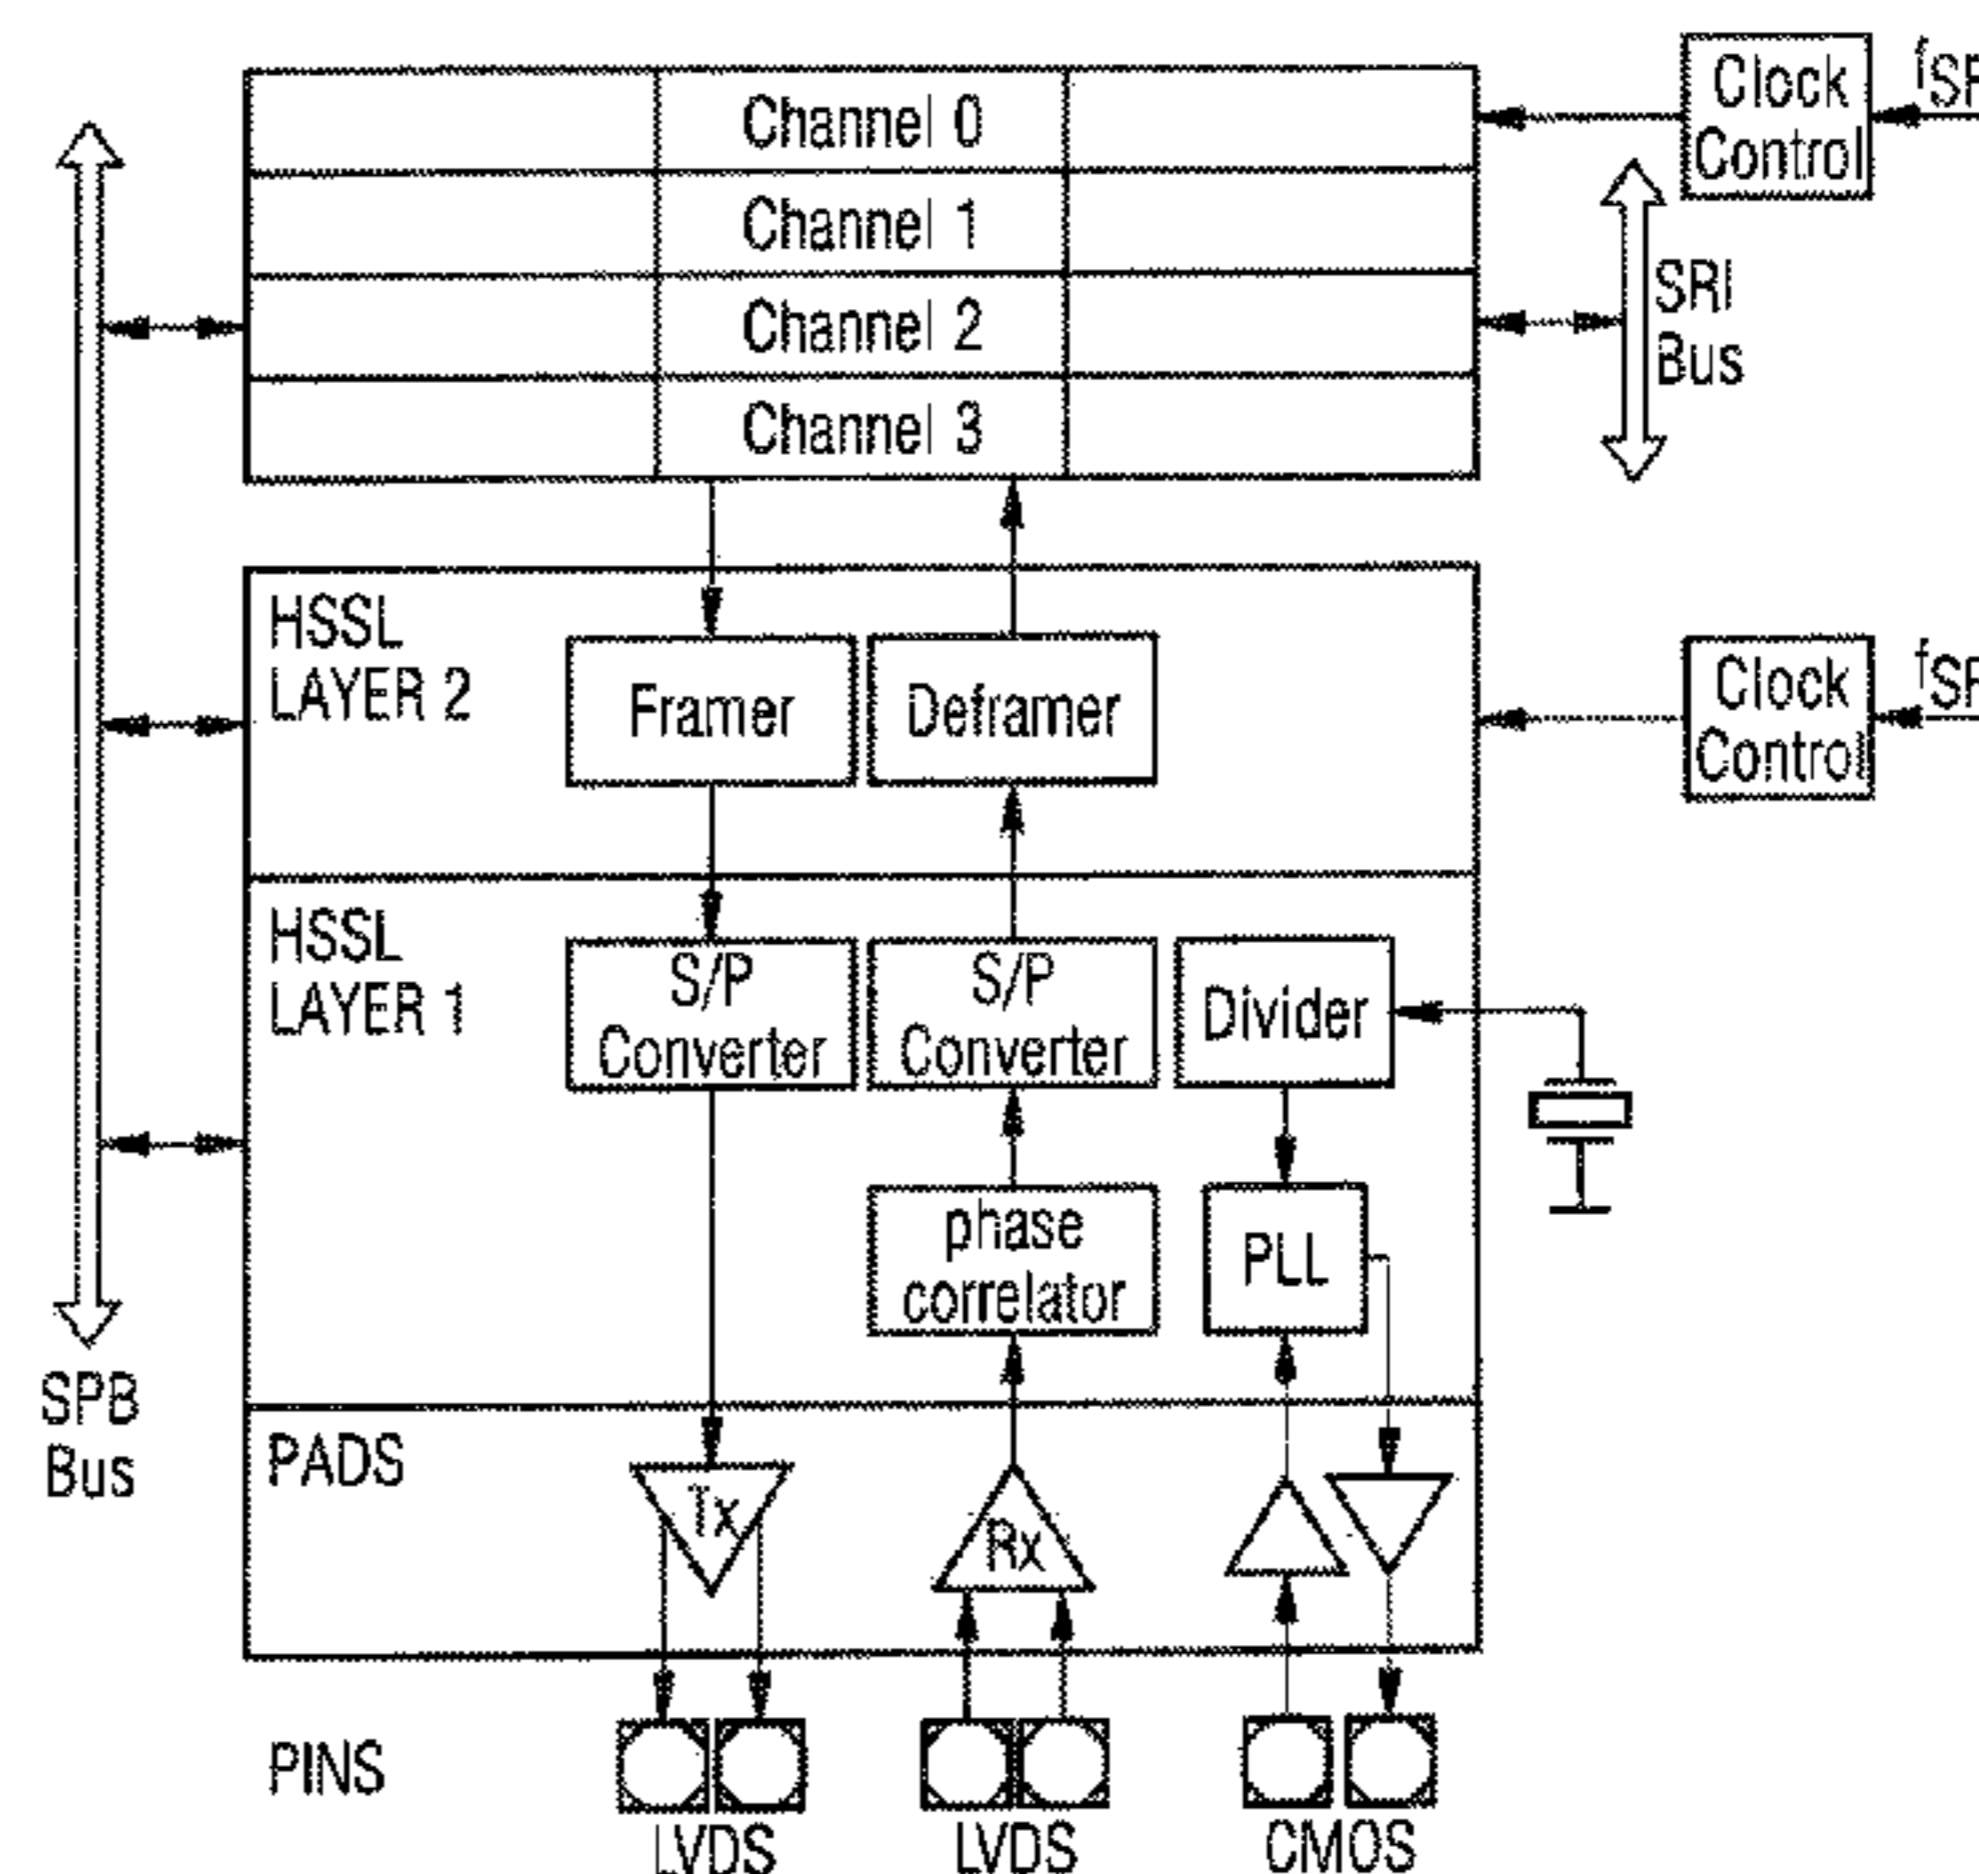 Channel 0
Channel 1
Channel 2
Channel 3
Clock
Control
SRI
Bus
HSSL
LAYER 2
Framer
Deframer
Clock
Control
HSSL
LAYER 1
S/P
Converter
S/P
Converter
Divider
phase
correlator
PLL
SPB
Bus
PADS
Tx
Rx
PINS
LVDS
LVDS
CMOS